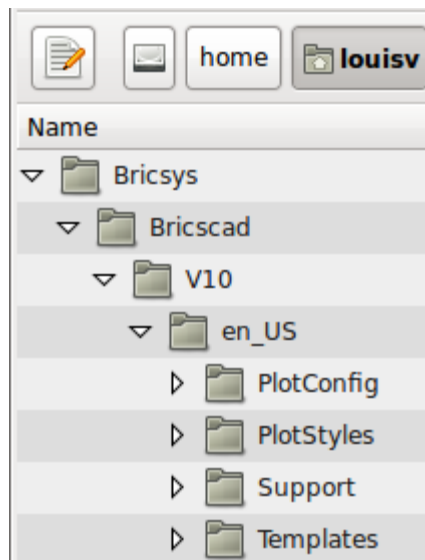 home louisv
Name
Bricsys
Bricscad
V10
en_US
PlotConfig
PlotStyles
Support
Templates